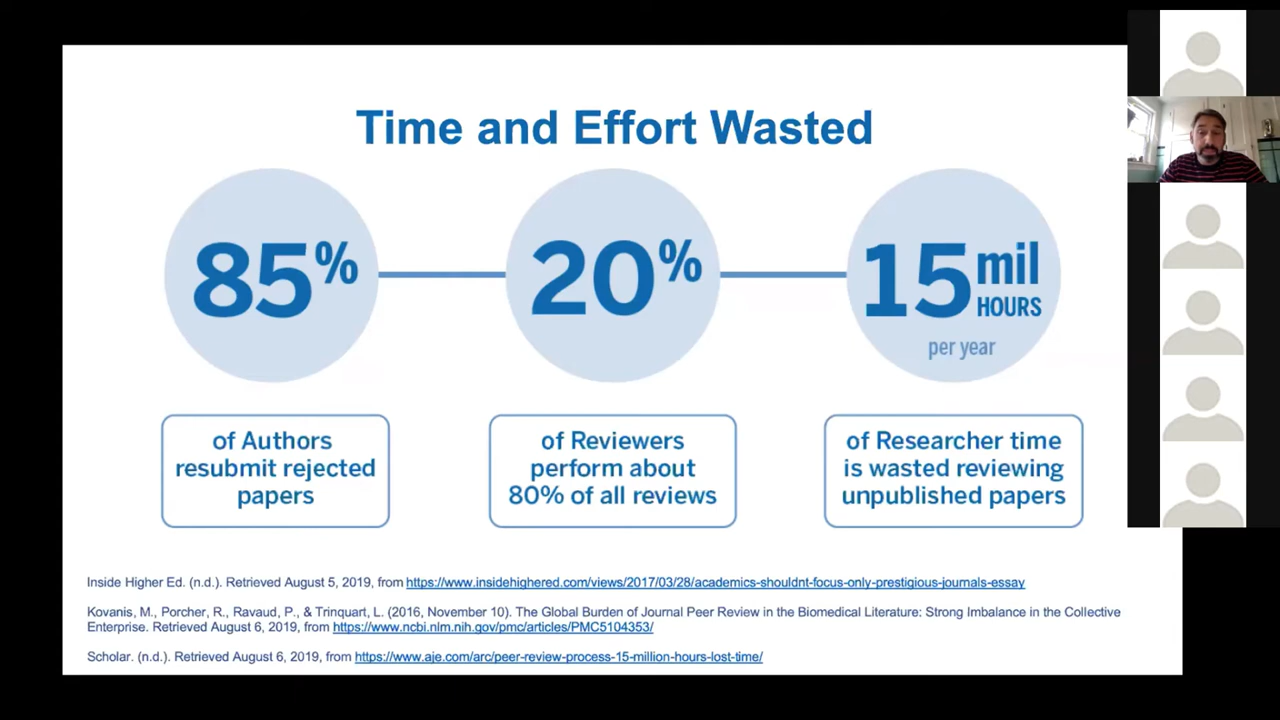 Time and Effort Wasted
85%
20%
15 mil
HOURS
per year
of Authors
resubmit rejected
papers
of Reviewers
perform about
80% of all reviews
of Researcher time
is wasted reviewing
unpublished papers
Inside Higher Ed. (n.d.). Retrieved August 5, 2019, from https://www.insidehighered.com/views/2017/03/28/academics-shouldnt-focus-only-prestigious-journals-essay
Kovanis, M., Porcher, R., Ravaud, P., & Trinquart, L. (2016, November 10). The Global Burden of Journal Peer Review in the Biomedical Literature: Strong Imbalance in the Collective
Enterprise. Retrieved August 6, 2019, from https://www.ncbi.nlm.nih.gov/pmc/articles/PMC5104353/
Scholar. (n.d.). Retrieved August 6, 2019, from https://www.aje.com/arc/peer-review-process-15-million-hours-lost-time/